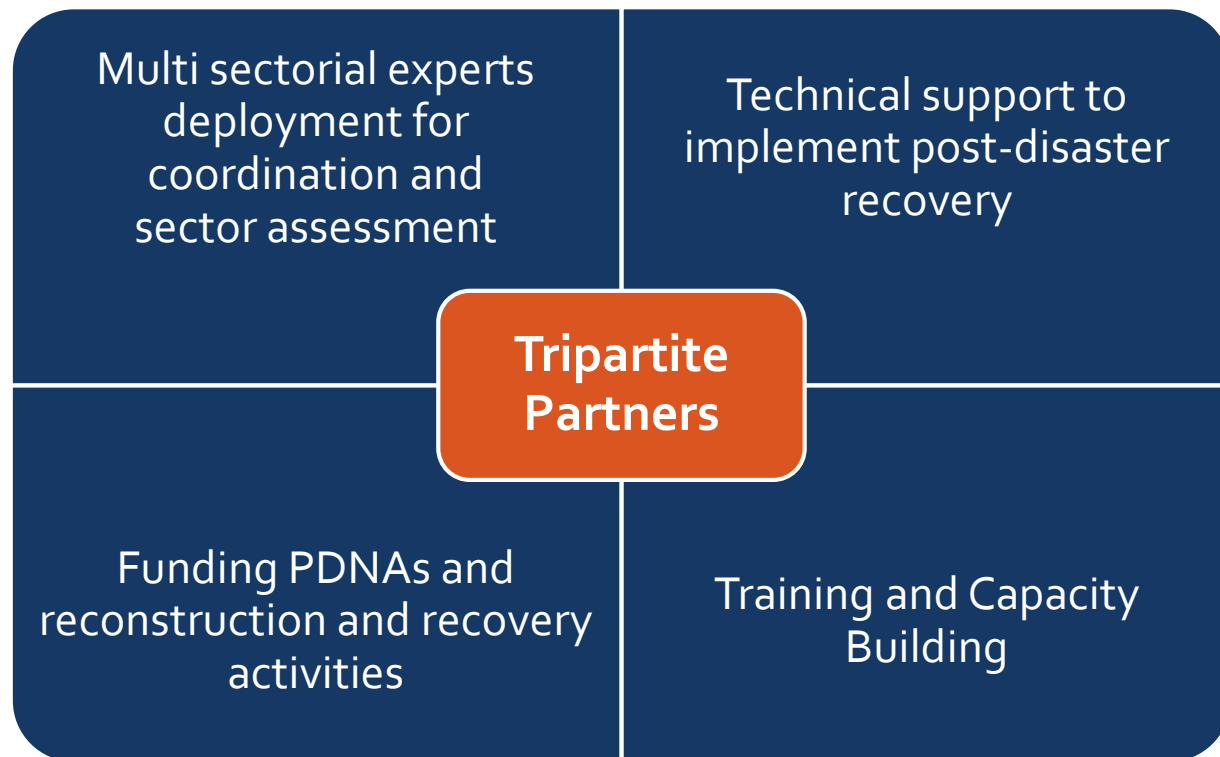 Multi sectorial experts
deployment for
coordination and
sector assessment
Technical support to
implement post-disaster
recovery
Tripartite
Partners
Funding PDNAs and
reconstruction and recovery
activities
Training and Capacity
Building